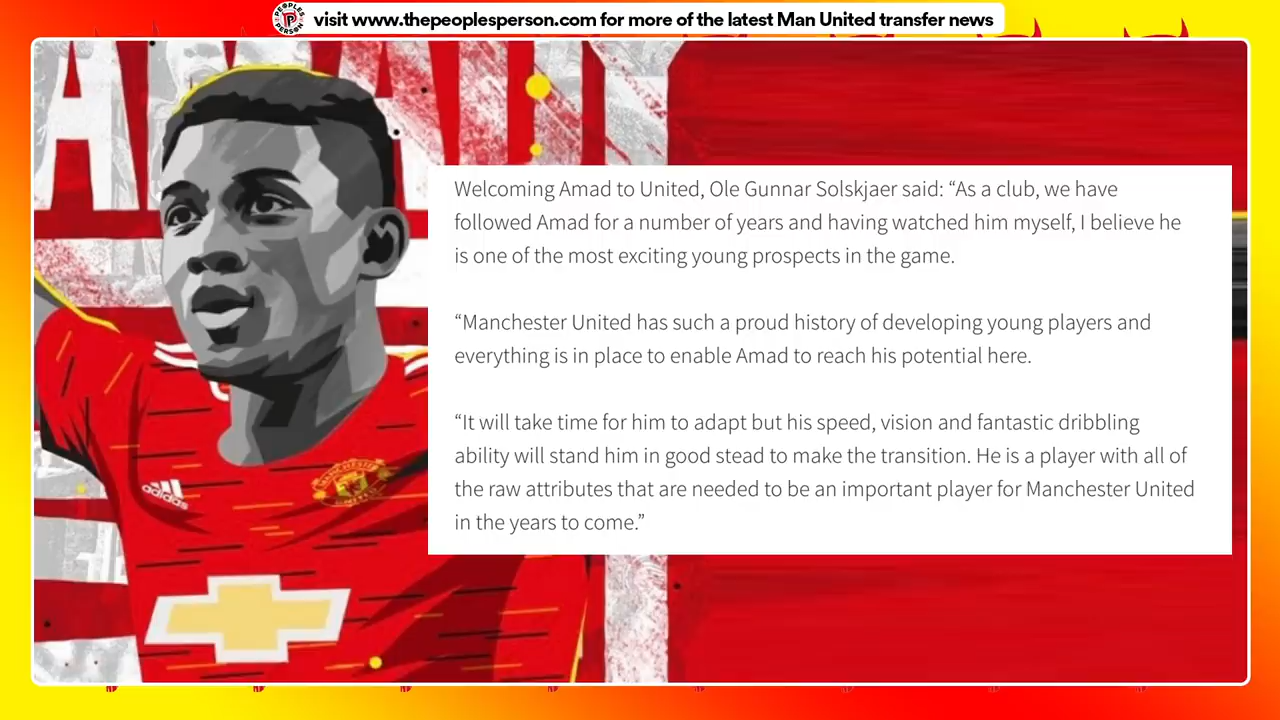 PEOPLES PERSON
visit www.thepeoplesperson.com for more of the latest Man United transfer news
AMAD
Welcoming Amad to United, Ole Gunnar Solskjaer said: “As a club, we have
followed Amad for a number of years and having watched him myself, I believe he
is one of the most exciting young prospects in the game.
“Manchester United has such a proud history of developing young players and
everything is in place to enable Amad to reach his potential here.
“It will take time for him to adapt but his speed, vision and fantastic dribbling
ability will stand him in good stead to make the transition. He is a player with all of
the raw attributes that are needed to be an important player for Manchester United
in the years to come.”
adidas
MANCHESTER